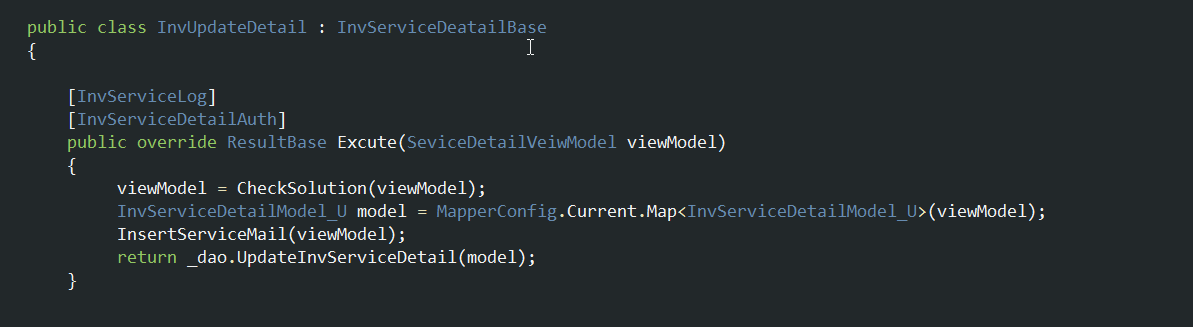 public class InvUpdateDetail : InvServiceDeatailBase
{
[InvServiceLog]
[InvServiceDetailAuth]
public override ResultBase Excute(SeviceDetailVeiwModel viewModel)
{
viewModel = CheckSolution(viewModel);
InvServiceDetailModel_U model = MapperConfig.Current.Map<InvServiceDetailModel_U>(viewModel);
InsertServiceMail(viewModel);
return _dao.UpdateInvServiceDetail(model);
}